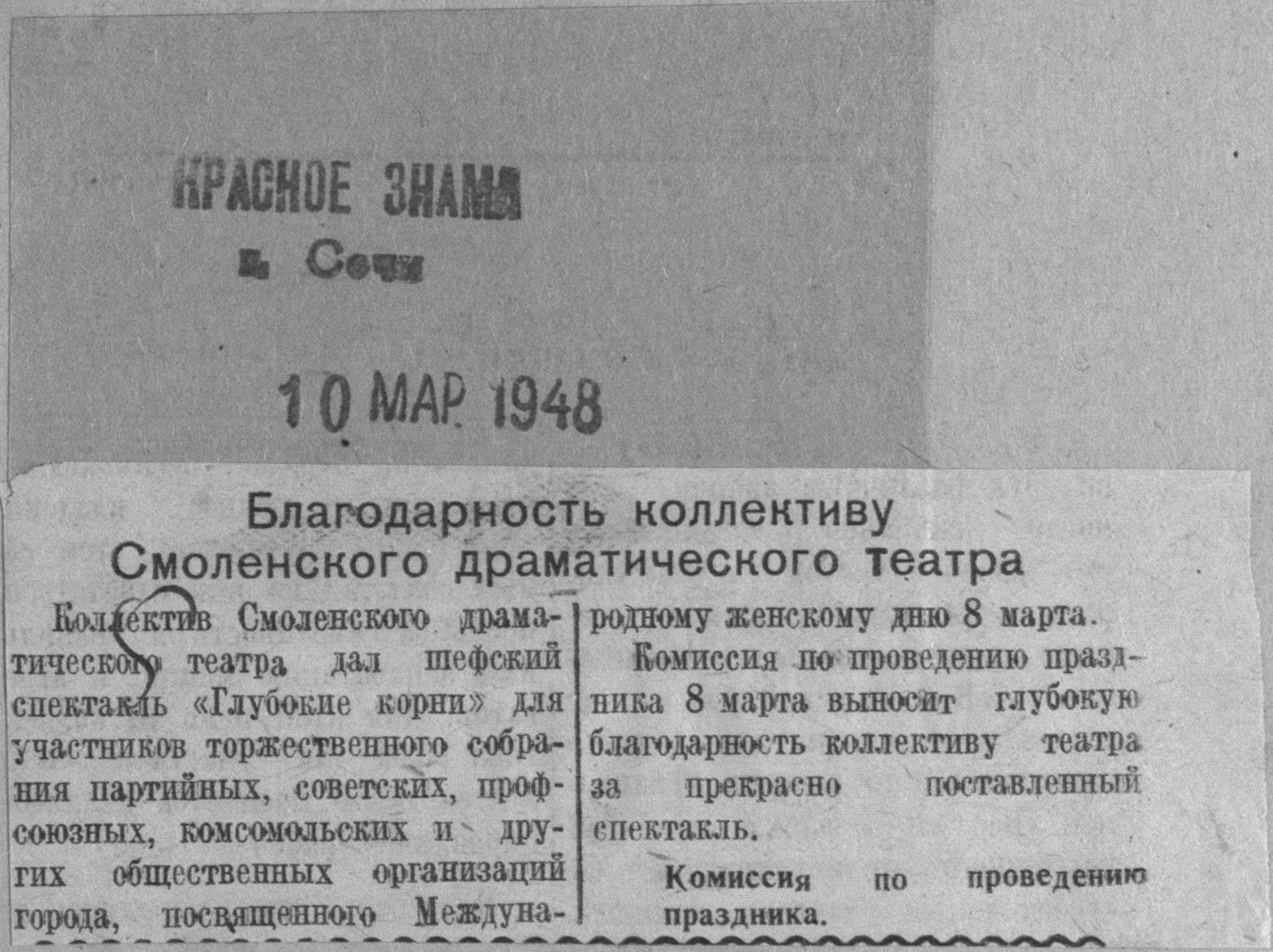 КРАСНОЕ ЗНАМЯ
г. Сочи
10 МАР. 1948
Благодарность коллективу
Смоленского драматического театра
Коллектив Смоленского драма-
тического театра дал шефский
спектакль «Глубокие корни» для
участников торжественного собра-
ния партийных, советских, проф-
союзных, комсомольских и дру-
гих общественных организаций
города, посвященного Междуна-
родному женскому дню 8 марта.
Комиссия по проведению празд-
ника 8 марта выносит глубокую
благодарность коллективу театра
за прекрасно поставленный
спектакль.
Комиссия по проведению
праздника.